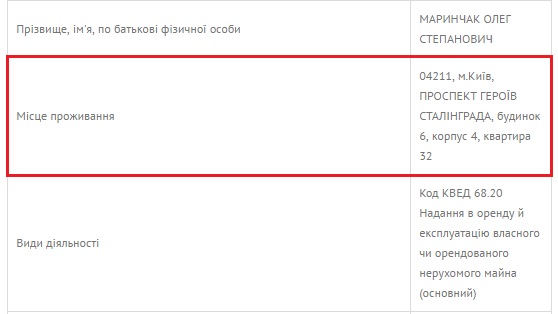 Прізвище, ім'я, по батькові фізичної особи
МАРИНЧАК ОЛЕГ
СТЕПАНОВИЧ
Місце проживання
04211, м.Київ,
ПРОСПЕКТ ГЕРОЇВ
СТАЛІНГРАДА, будинок
6, корпус 4, квартира
32
Види діяльності
Код КВЕД 68.20
Надання в оренду й
експлуатацію власного
чи орендованого
нерухомого майна
(основний)